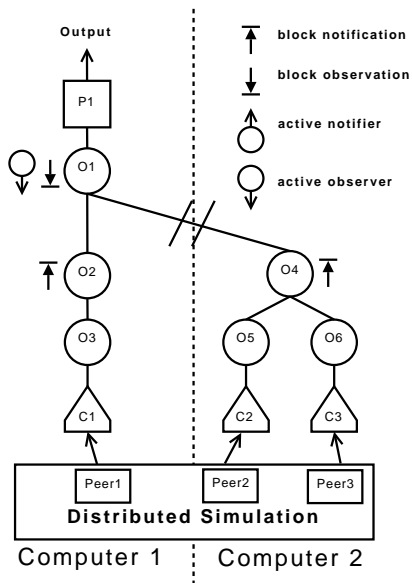 Output
block notification
block observation
active notifier
active observer
P1
O1
O2
O4
O3
O5
O6
C1
C2
C3
Peer1
Peer2
Peer3
Distributed Simulation
Computer 1
Computer 2